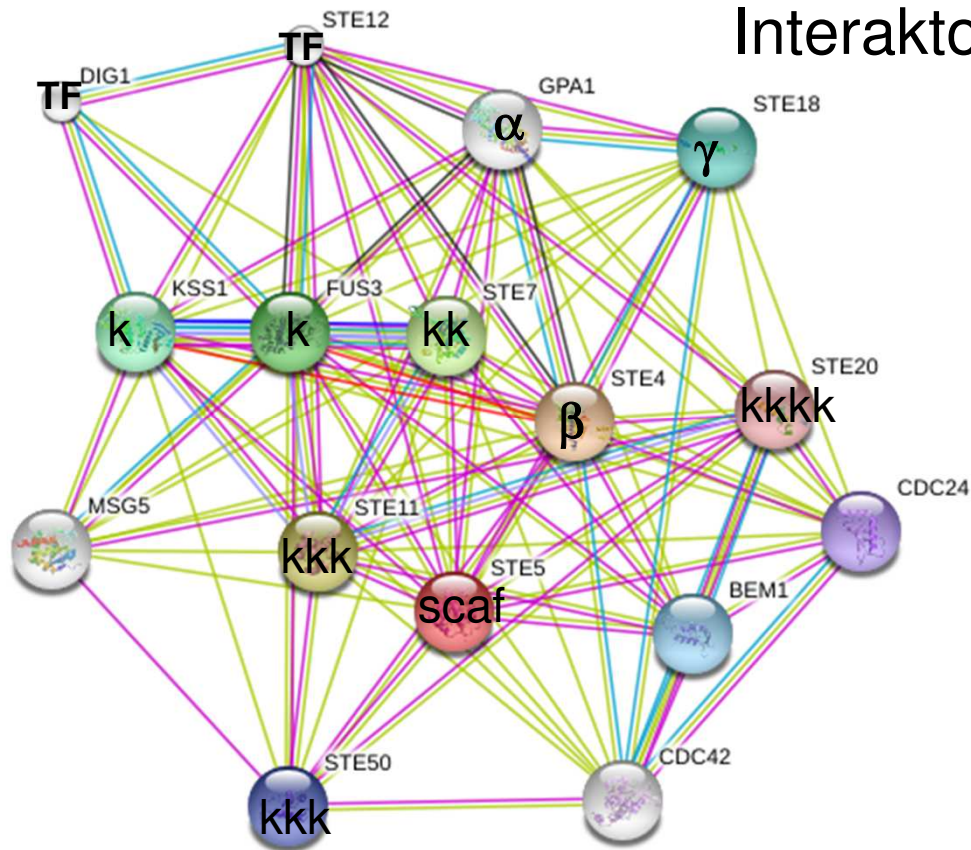 Interakto
STE12
TF
DIG1
TF
GPA1
α
STE18
γ
KSS1
k
FUS3
k
STE7
kk
STE4
β
STE20
kkkk
MSG5
STE11
kkk
CDC24
STE5
scaf
BEM1
STE50
kkk
CDC42